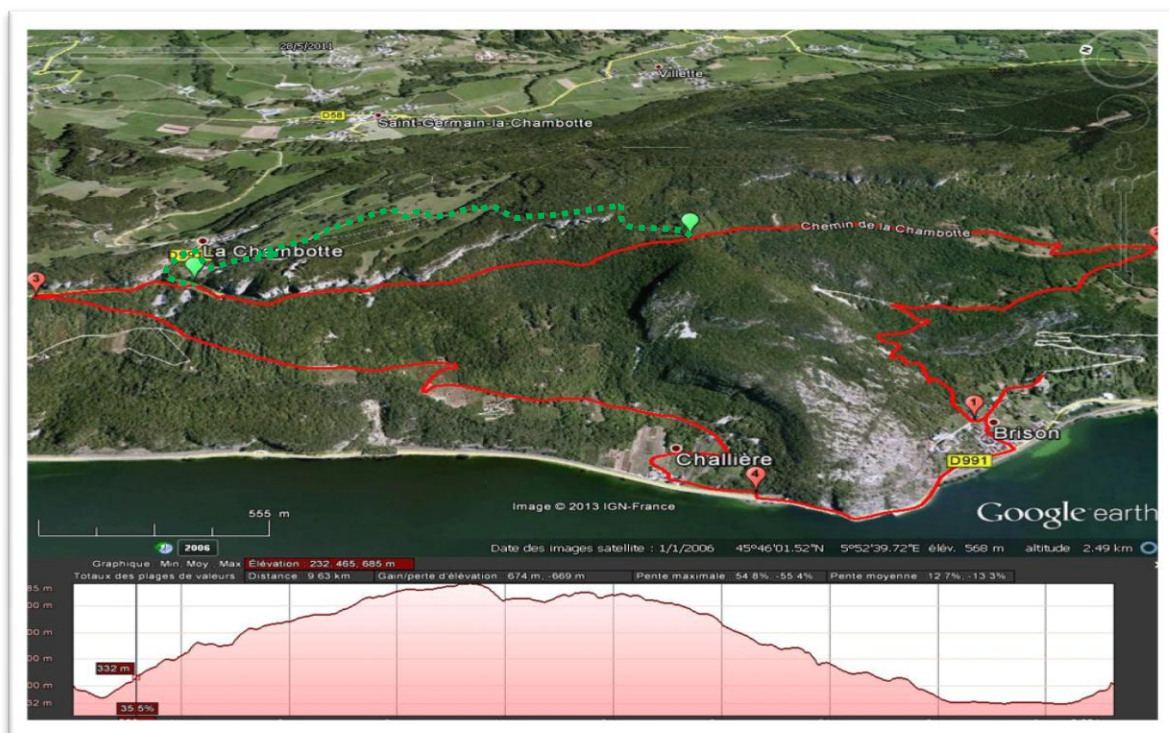 28/5/2011
N
Villette
D58
Saint-Germain-la-Chambotte
Chemin de la Chambotte
La Chambotte
3
1
Brison
Challière
D991
4
Image © 2013 IGN-France
Google earth
555 m
2006
Date des images satellite : 1/1/2006 45°46'01.52"N 5°52'39.72"E élév. 568 m altitude 2.49 km
Graphique Min, Moy, Max Élévation : 232, 465, 685 m
Totaux des plages de valeurs Distance : 9.63 km Gain/perte d'élévation : 674 m, -669 m Pente maximale : 54.8%, -55.4% Pente moyenne : 12.7%, -13.3%
332 m
35.5%